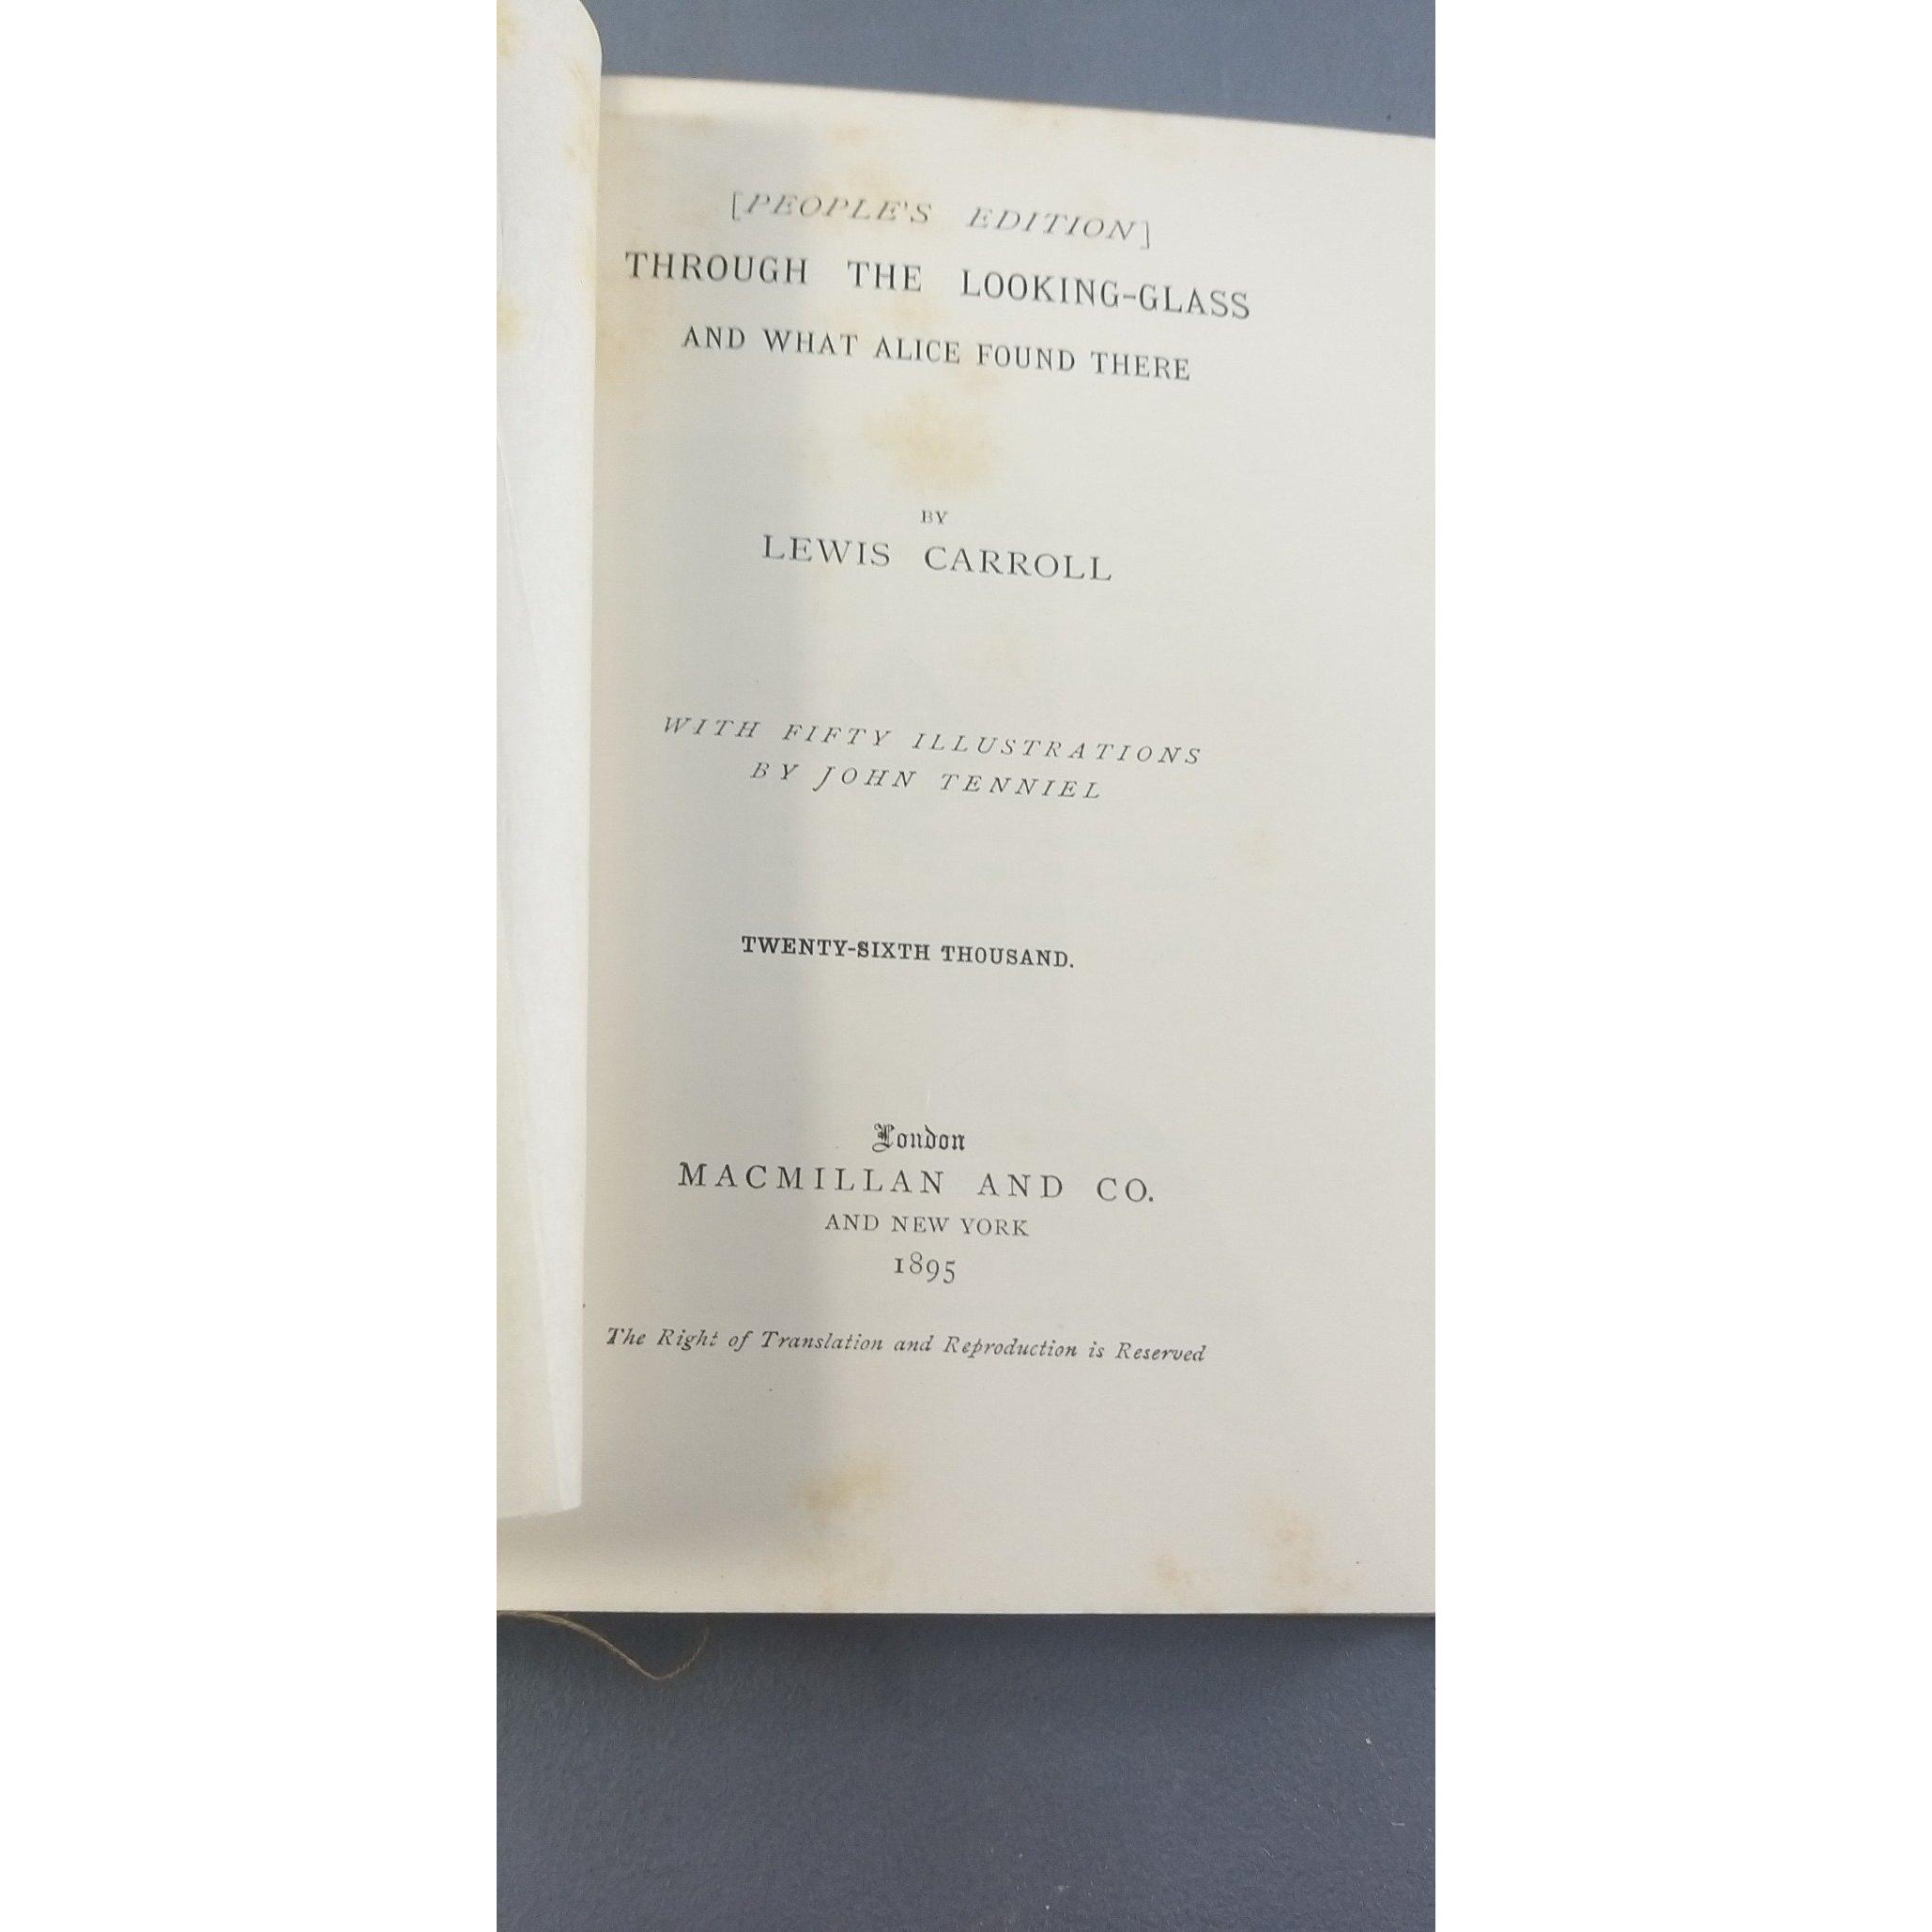 [PEOPLE'S EDITION]
THROUGH THE LOOKING-GLASS
AND WHAT ALICE FOUND THERE
BY
LEWIS CARROLL
WITH FIFTY ILLUSTRATIONS
BY JOHN TENNIEL
TWENTY-SIXTH THOUSAND.
London
MACMILLAN AND CO.
AND NEW YORK
1895
The Right of Translation and Reproduction is Reserved